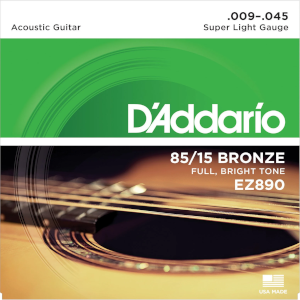 Acoustic Guitar
.009–.045
Super Light Gauge
D'Addario
85/15 BRONZE
FULL, BRIGHT TONE
EZ890
USA MADE